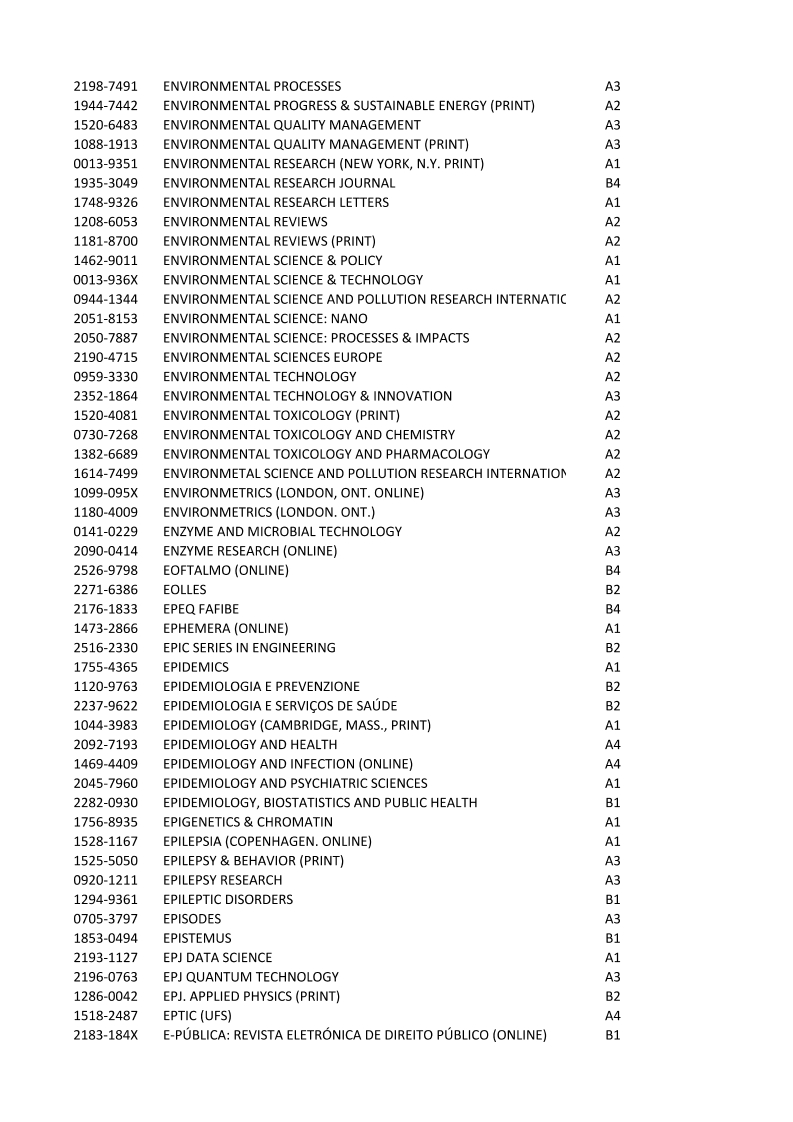 2198-7491 ENVIRONMENTAL PROCESSES A3
1944-7442 ENVIRONMENTAL PROGRESS & SUSTAINABLE ENERGY (PRINT) A2
1520-6483 ENVIRONMENTAL QUALITY MANAGEMENT A3
1088-1913 ENVIRONMENTAL QUALITY MANAGEMENT (PRINT) A3
0013-9351 ENVIRONMENTAL RESEARCH (NEW YORK, N.Y. PRINT) A1
1935-3049 ENVIRONMENTAL RESEARCH JOURNAL B4
1748-9326 ENVIRONMENTAL RESEARCH LETTERS A1
1208-6053 ENVIRONMENTAL REVIEWS A2
1181-8700 ENVIRONMENTAL REVIEWS (PRINT) A2
1462-9011 ENVIRONMENTAL SCIENCE & POLICY A1
0013-936X ENVIRONMENTAL SCIENCE & TECHNOLOGY A1
0944-1344 ENVIRONMENTAL SCIENCE AND POLLUTION RESEARCH INTERNATIC A2
2051-8153 ENVIRONMENTAL SCIENCE: NANO A1
2050-7887 ENVIRONMENTAL SCIENCE: PROCESSES & IMPACTS A2
2190-4715 ENVIRONMENTAL SCIENCES EUROPE A2
0959-3330 ENVIRONMENTAL TECHNOLOGY A2
2352-1864 ENVIRONMENTAL TECHNOLOGY & INNOVATION A3
1520-4081 ENVIRONMENTAL TOXICOLOGY (PRINT) A2
0730-7268 ENVIRONMENTAL TOXICOLOGY AND CHEMISTRY A2
1382-6689 ENVIRONMENTAL TOXICOLOGY AND PHARMACOLOGY A2
1614-7499 ENVIRONMETAL SCIENCE AND POLLUTION RESEARCH INTERNATION A2
1099-095X ENVIRONMETRICS (LONDON, ONT. ONLINE) A3
1180-4009 ENVIRONMETRICS (LONDON. ONT.) A3
0141-0229 ENZYME AND MICROBIAL TECHNOLOGY A2
2090-0414 ENZYME RESEARCH (ONLINE) A3
2526-9798 EOFTALMO (ONLINE) B4
2271-6386 EOLLES B2
2176-1833 EPEQ FAFIBE B4
1473-2866 EPHEMERA (ONLINE) A1
2516-2330 EPIC SERIES IN ENGINEERING B2
1755-4365 EPIDEMICS A1
1120-9763 EPIDEMIOLOGIA E PREVENZIONE B2
2237-9622 EPIDEMIOLOGIA E SERVIÇOS DE SAÚDE B2
1044-3983 EPIDEMIOLOGY (CAMBRIDGE, MASS., PRINT) A1
2092-7193 EPIDEMIOLOGY AND HEALTH A4
1469-4409 EPIDEMIOLOGY AND INFECTION (ONLINE) A4
2045-7960 EPIDEMIOLOGY AND PSYCHIATRIC SCIENCES A1
2282-0930 EPIDEMIOLOGY, BIOSTATISTICS AND PUBLIC HEALTH B1
1756-8935 EPIGENETICS & CHROMATIN A1
1528-1167 EPILEPSIA (COPENHAGEN. ONLINE) A1
1525-5050 EPILEPSY & BEHAVIOR (PRINT) A3
0920-1211 EPILEPSY RESEARCH A3
1294-9361 EPILEPTIC DISORDERS B1
0705-3797 EPISODES A3
1853-0494 EPISTEMUS B1
2193-1127 EPJ DATA SCIENCE A1
2196-0763 EPJ QUANTUM TECHNOLOGY A3
1286-0042 EPJ. APPLIED PHYSICS (PRINT) B2
1518-2487 EPTIC (UFS) A4
2183-184X E-PÚBLICA: REVISTA ELETRÓNICA DE DIREITO PÚBLICO (ONLINE) B1